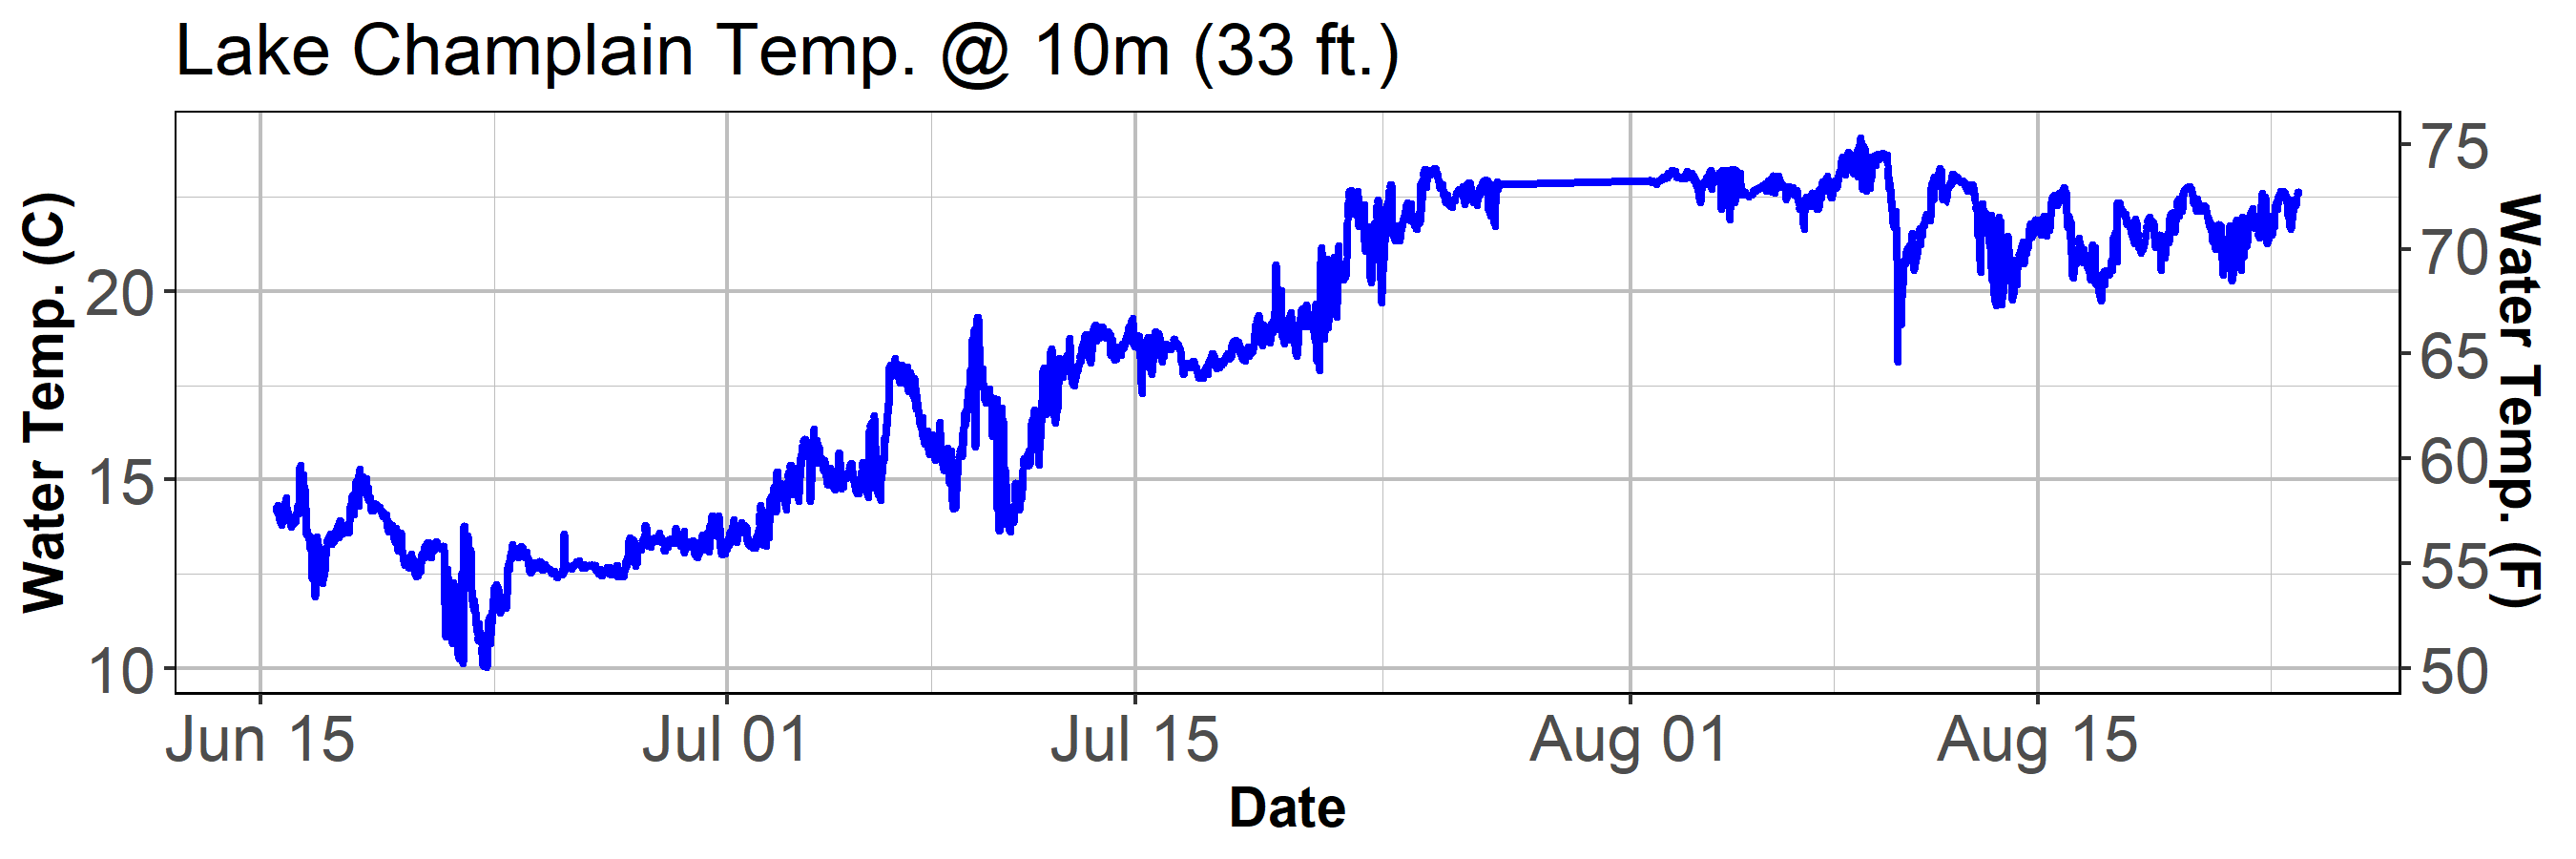 Lake Champlain Temp. @ 10m (33 ft.)
Water Temp. (C)
20
15
10
75
70
65
60
55
50
Water Temp. (F)
Jun 15
Jul 01
Jul 15
Aug 01
Aug 15
Date